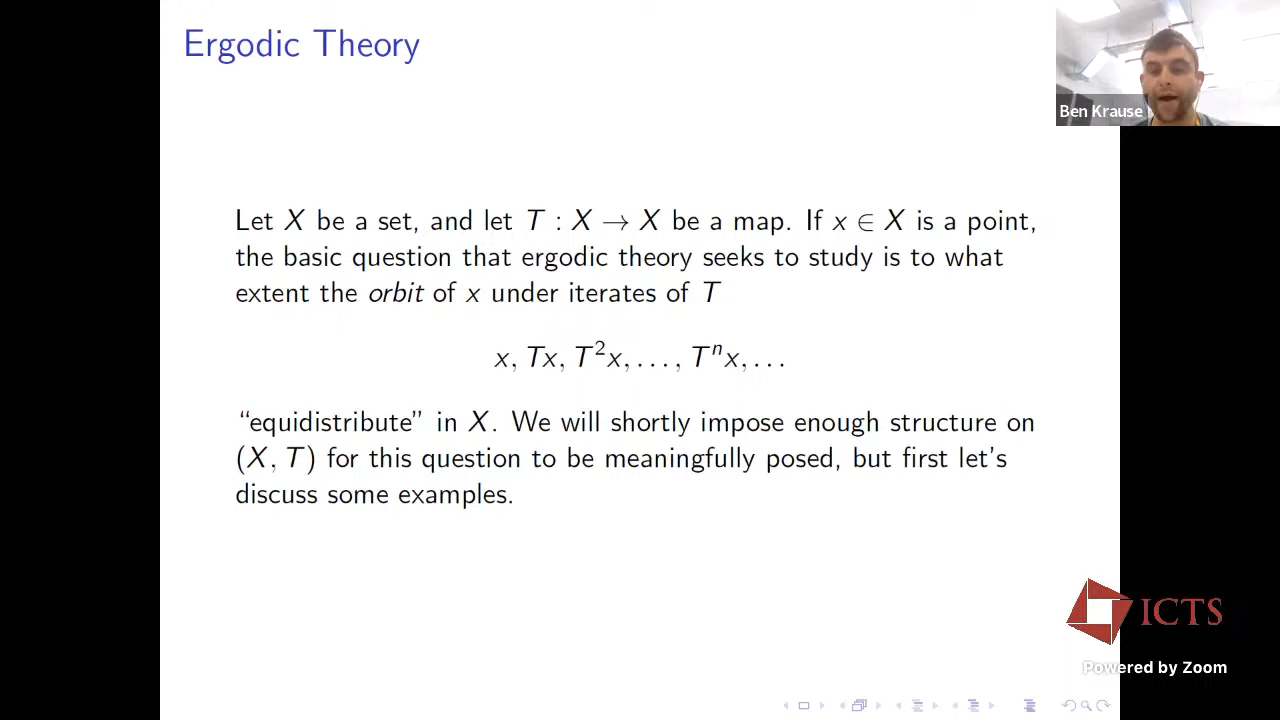 Ergodic Theory
Ben Krause
Let X be a set, and let T : X → X be a map. If x ∈ X is a point,
the basic question that ergodic theory seeks to study is to what
extent the orbit of x under iterates of T
x, Tx, T²x, . . . , Tⁿx, . . .
“equidistribute” in X. We will shortly impose enough structure on
(X, T) for this question to be meaningfully posed, but first let’s
discuss some examples.
ICTS
Powered by Zoom